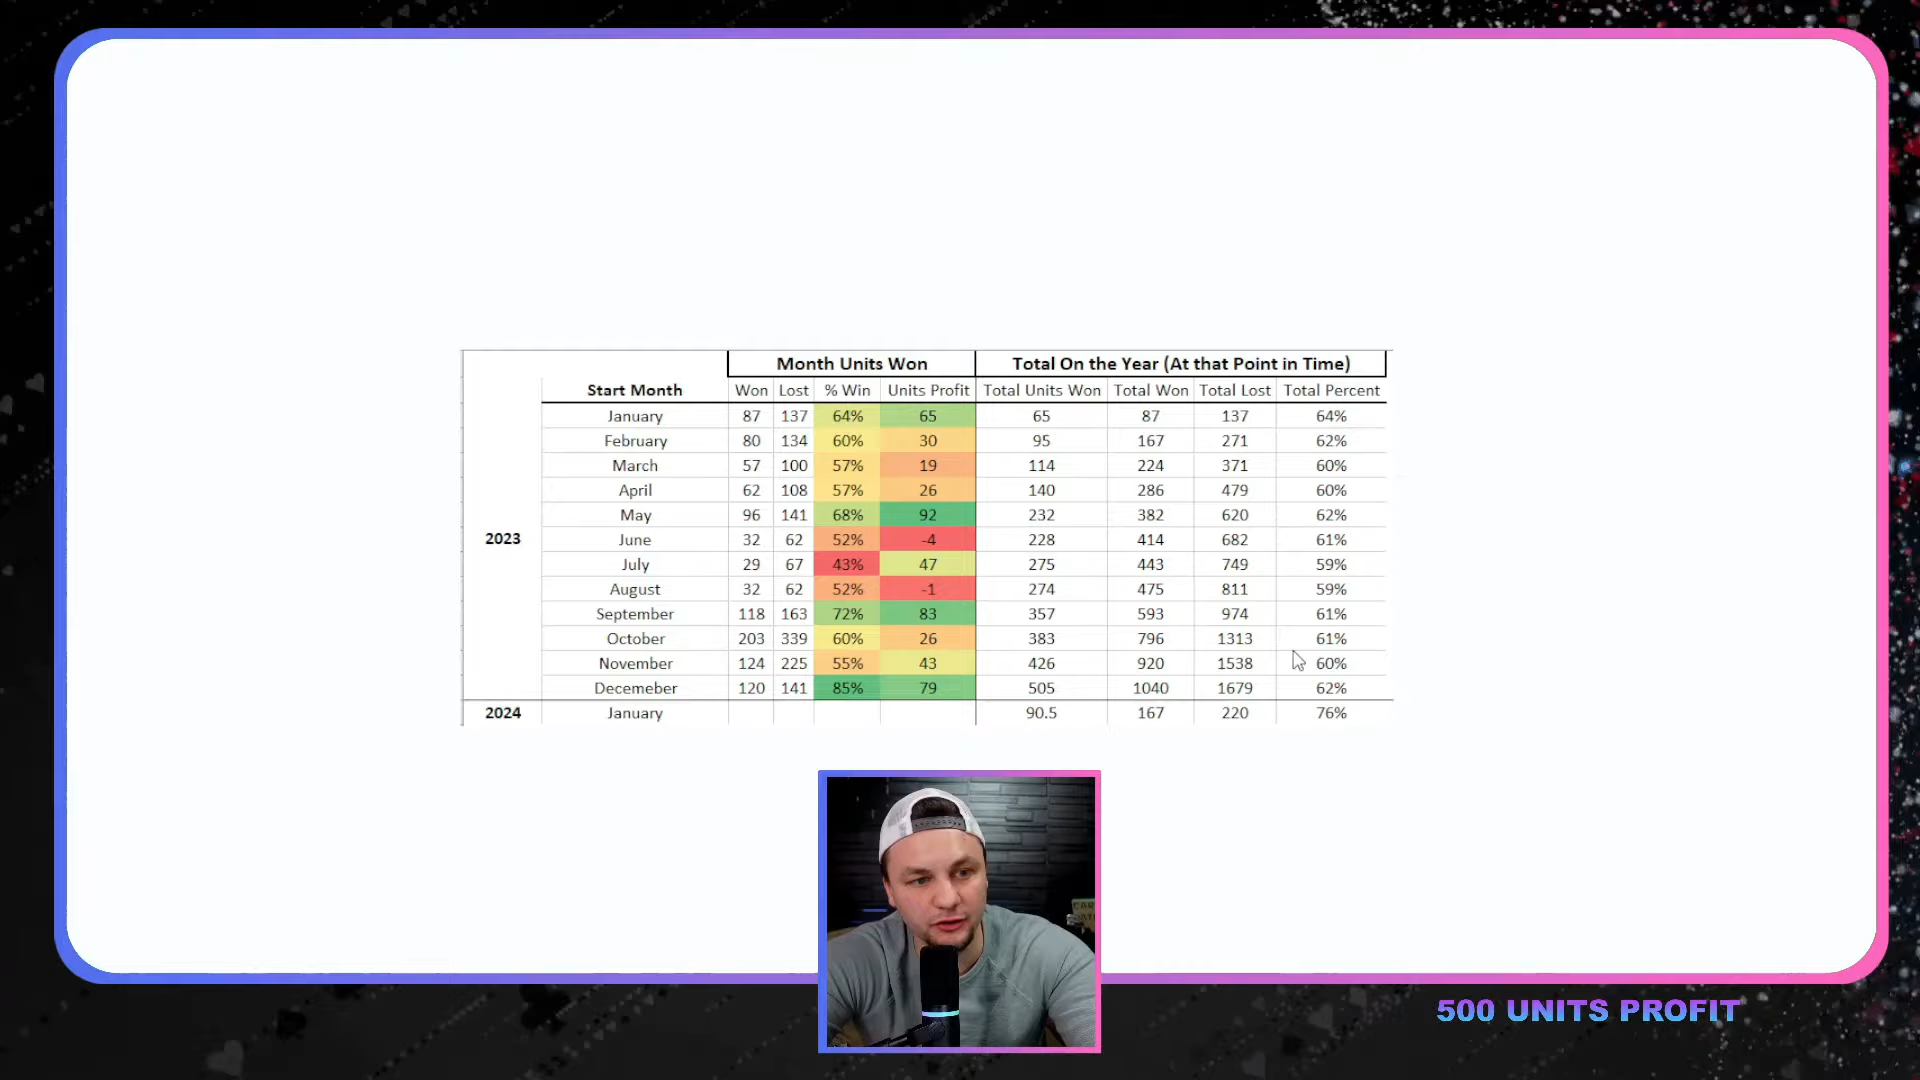 Month Units Won Total On the Year (At that Point in Time)
Start Month Won Lost % Win Units Profit Total Units Won Total Won Total Lost Total Percent
January 87 137 64% 65 65 87 137 64%
February 80 134 60% 30 95 167 271 62%
March 57 100 57% 19 114 224 371 60%
April 62 108 57% 26 140 286 479 60%
May 96 141 68% 92 232 382 620 62%
2023 June 32 62 52% -4 228 414 682 61%
July 29 67 43% 47 275 443 749 59%
August 32 62 52% -1 274 475 811 59%
September 118 163 72% 83 357 593 974 61%
October 203 339 60% 26 383 796 1313 61%
November 124 225 55% 43 426 920 1538 60%
Decemeber 120 141 85% 79 505 1040 1679 62%
2024 January 90.5 167 220 76%
500 UNITS PROFIT